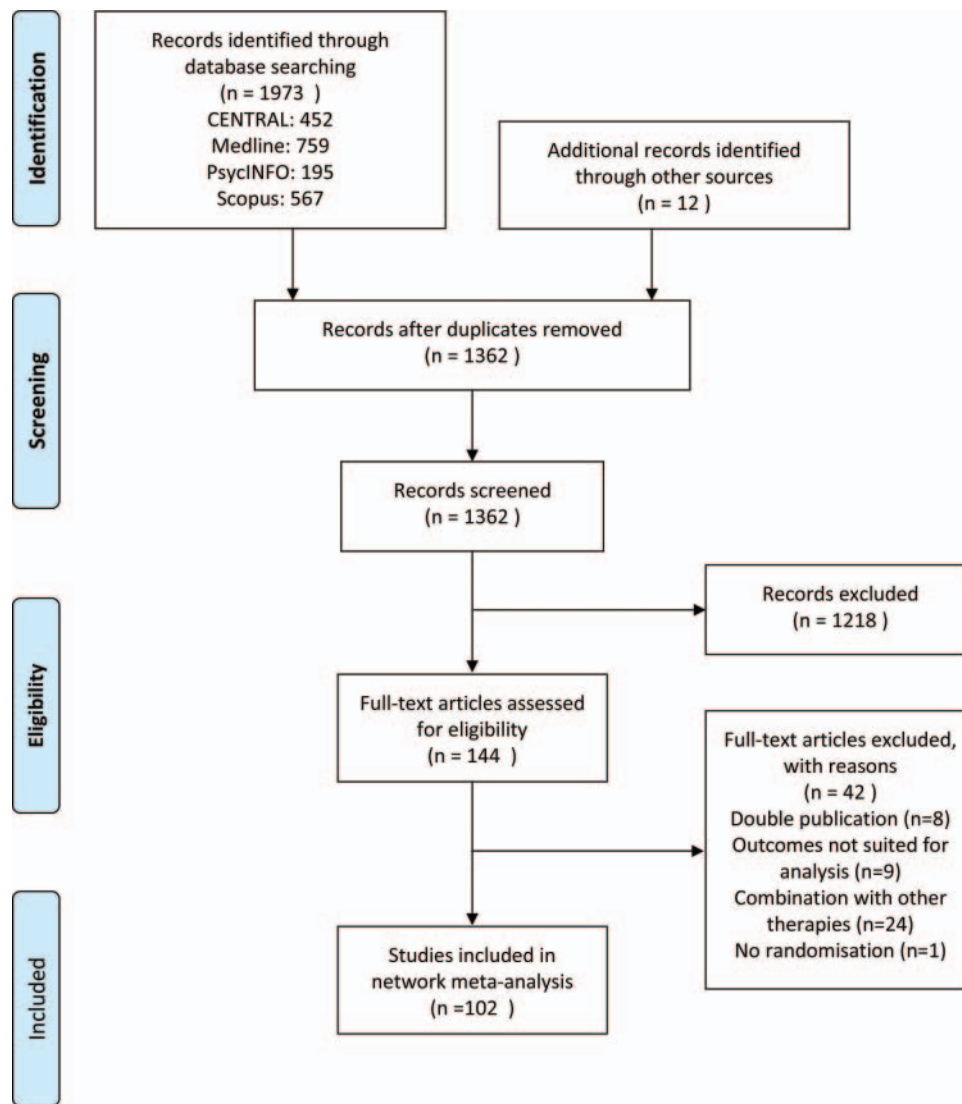 Identification
Records identified through
database searching
(n = 1973 )
CENTRAL: 452
Medline: 759
PsycINFO: 195
Scopus: 567
Additional records identified
through other sources
(n = 12 )
Screening
Records after duplicates removed
(n = 1362 )
Records screened
(n = 1362 )
Records excluded
(n = 1218 )
Eligibility
Full-text articles assessed
for eligibility
(n = 144 )
Full-text articles excluded,
with reasons
(n = 42 )
Double publication (n=8)
Outcomes not suited for
analysis (n=9)
Combination with other
therapies (n=24)
No randomisation (n=1)
Included
Studies included in
network meta-analysis
(n =102 )